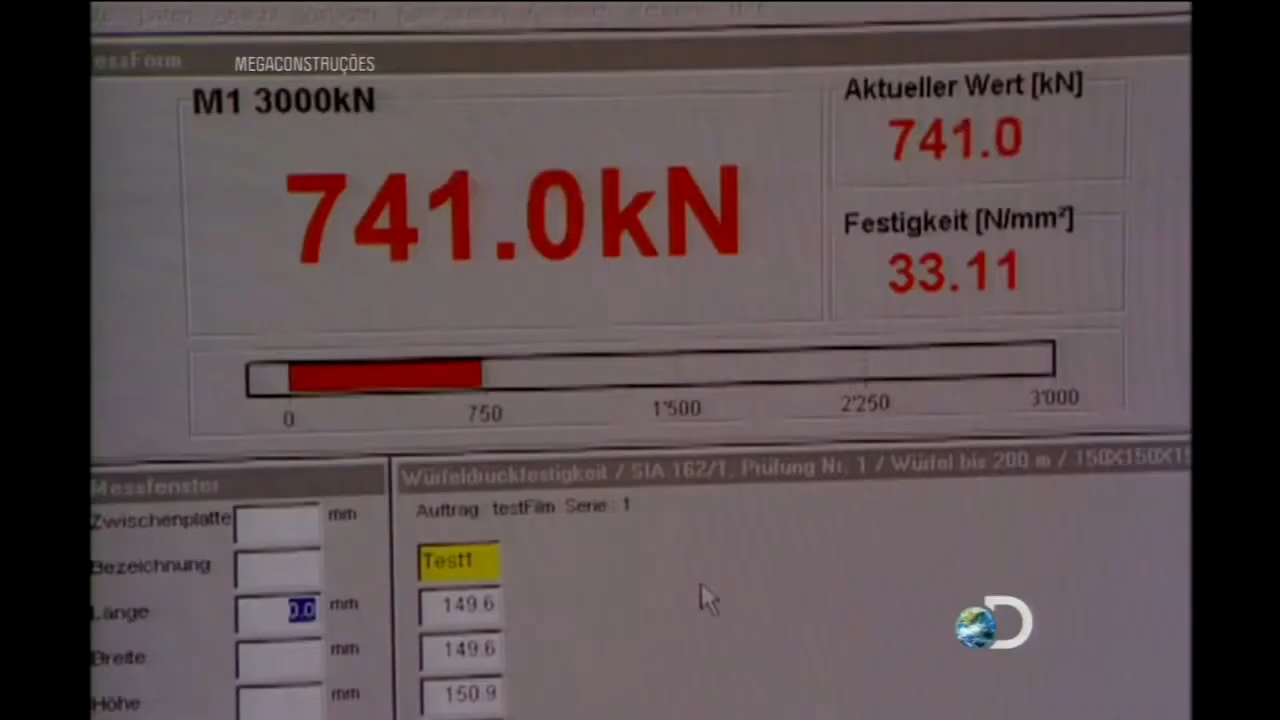 essForm
MEGACONSTRUÇÕES
M1 3000kN
741.0kN
Aktueller Wert [kN]
741.0
Festigkeit [N/mm²]
33.11
0 750 1'500 2'250 3'000
Messfenster
Zwischenplatte mm
Bezeichnung
Länge 0.0 mm
Breite mm
Höhe mm
Würfeldruckfestigkeit / SIA 162/1, Prüfung Nr. 1 / Würfel bis 200 m / 150X150X15
Auftrag: testFilm Serie: 1
Test1
149.6
149.6
150.9
D